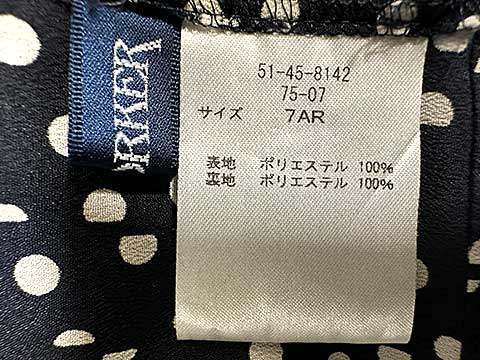 ORKER
51-45-8142
75-07
サイズ 7AR
表地 ポリエステル 100%
裏地 ポリエステル 100%